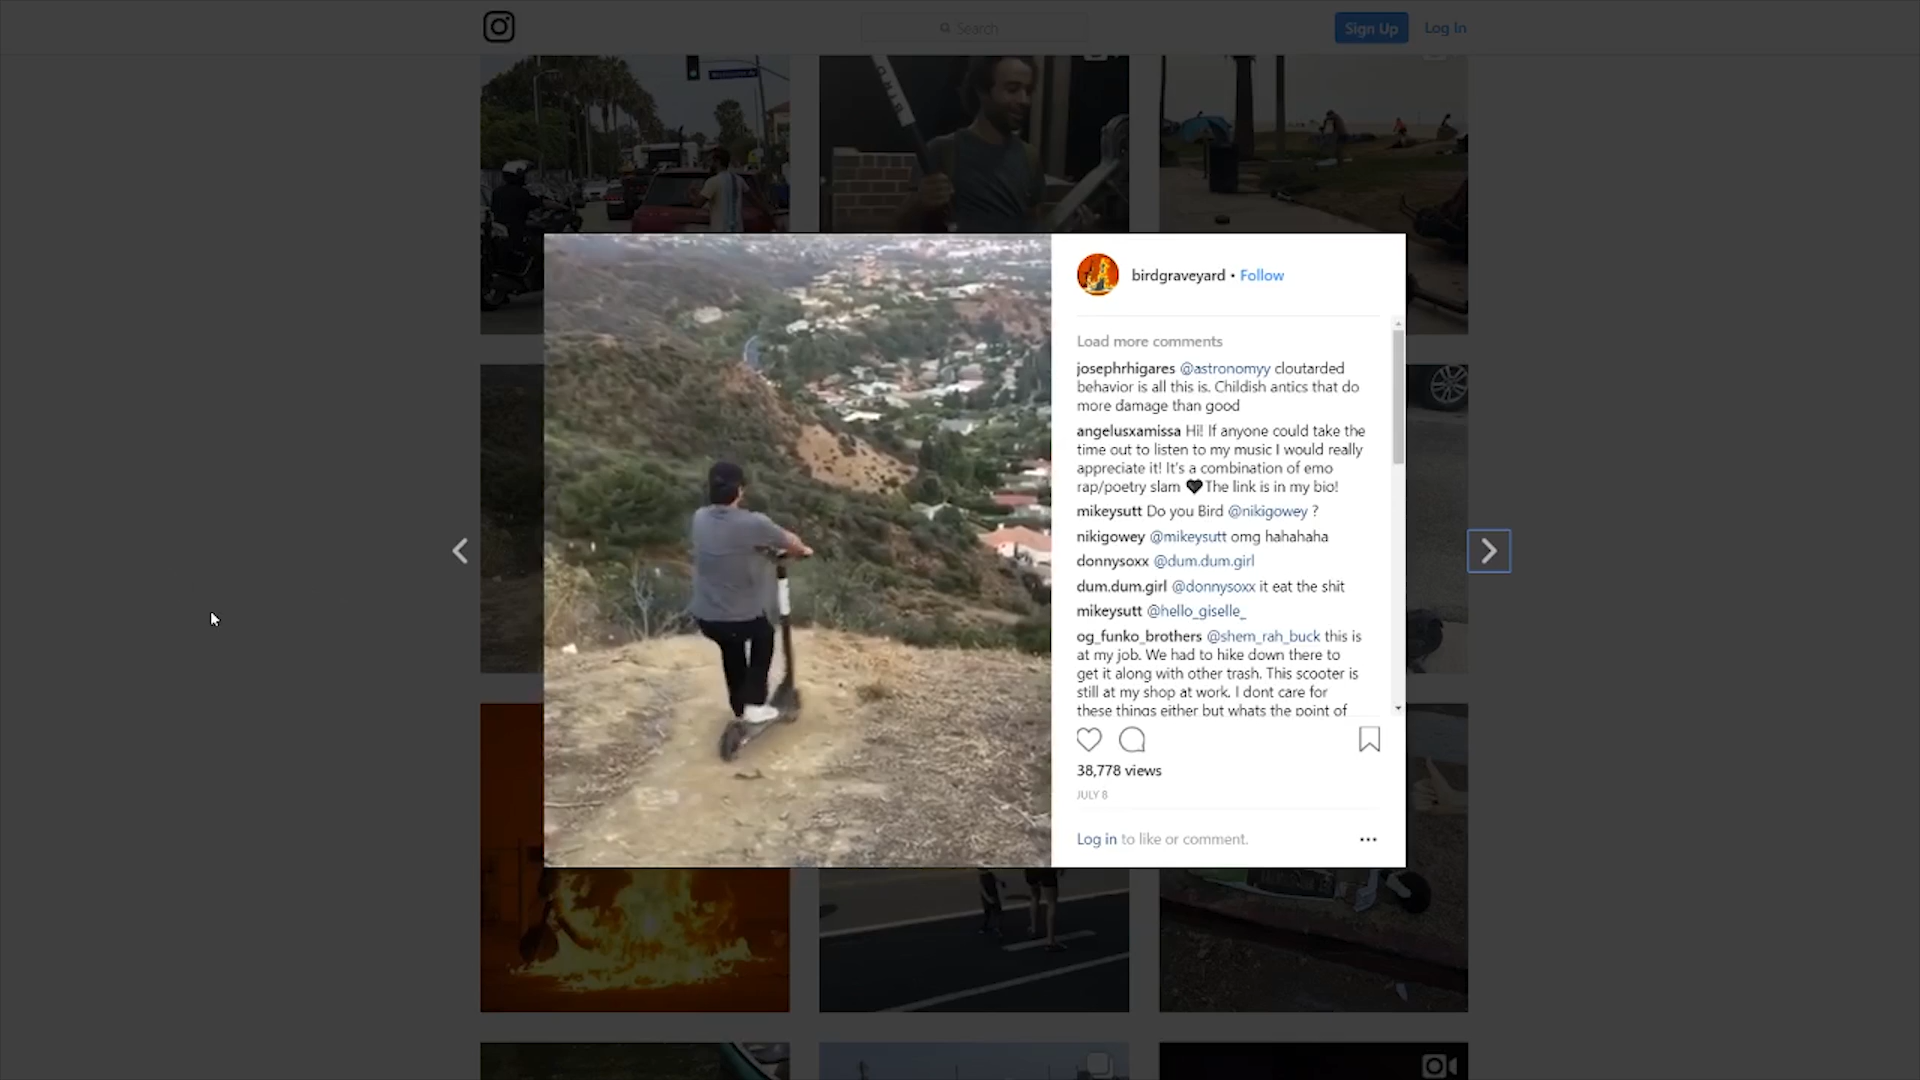 Search
Sign Up
Log In
BIRD
birdgraveyard • Follow
Load more comments
josephrhigares @astronomyy cloutarded
behavior is all this is. Childish antics that do
more damage than good
angelusxamissa Hi! If anyone could take the
time out to listen to my music I would really
appreciate it! It's a combination of emo
rap/poetry slam 🖤The link is in my bio!
mikeysutt Do you Bird @nikigowey ?
nikigowey @mikeysutt omg hahahaha
donnysoxx @dum.dum.girl
dum.dum.girl @donnysoxx it eat the shit
mikeysutt @hello_giselle_
og_funko_brothers @shem_rah_buck this is
at my job. We had to hike down there to
get it along with other trash. This scooter is
still at my shop at work. I dont care for
these things either but whats the point of
38,778 views
JULY 8
Log in to like or comment.